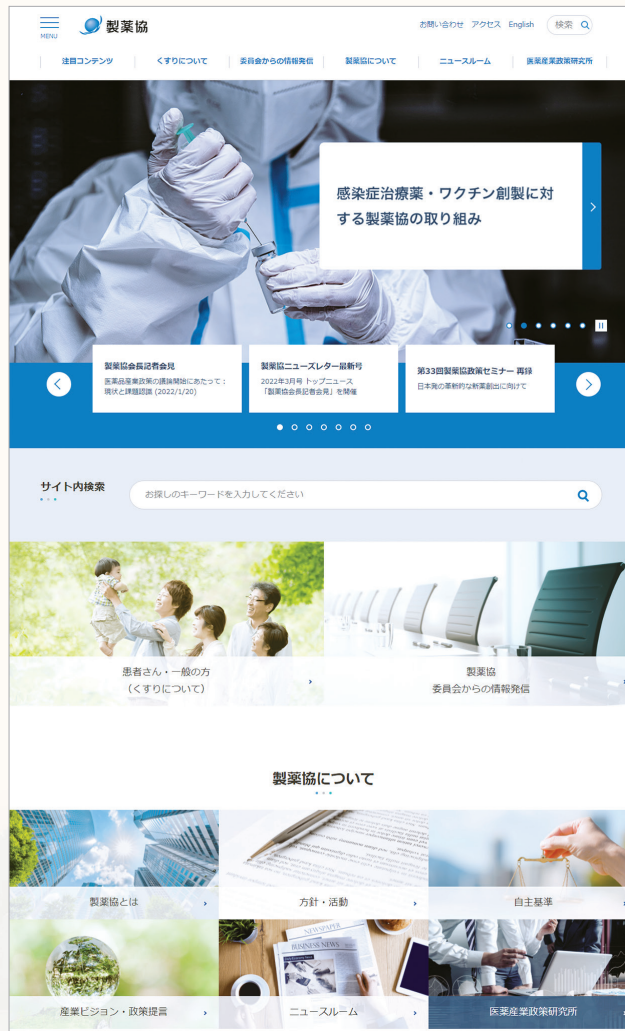 MENU
製薬協
お問い合わせ アクセス English 検索
注目コンテンツ くすりについて 委員会からの情報発信 製薬協について ニュースルーム 医薬産業政策研究所
感染症治療薬・ワクチン創製に対
する製薬協の取り組み
製薬協会長記者会見
医薬品産業政策の議論開始にあたって：
現状と課題認識 (2022/1/20)
製薬協ニューズレター最新号
2022年3月号 トップニュース
「製薬協会長記者会見」を開催
第33回製薬協政策セミナー 再録
日本発の革新的な新薬創出に向けて
サイト内検索
お探しのキーワードを入力してください
患者さん・一般の方
（くすりについて）
製薬協
委員会からの情報発信
製薬協について
製薬協とは
方針・活動
自主基準
NEWSPAPER
BUSINESS NEWS
産業ビジョン・政策提言
ニュースルーム
医薬産業政策研究所